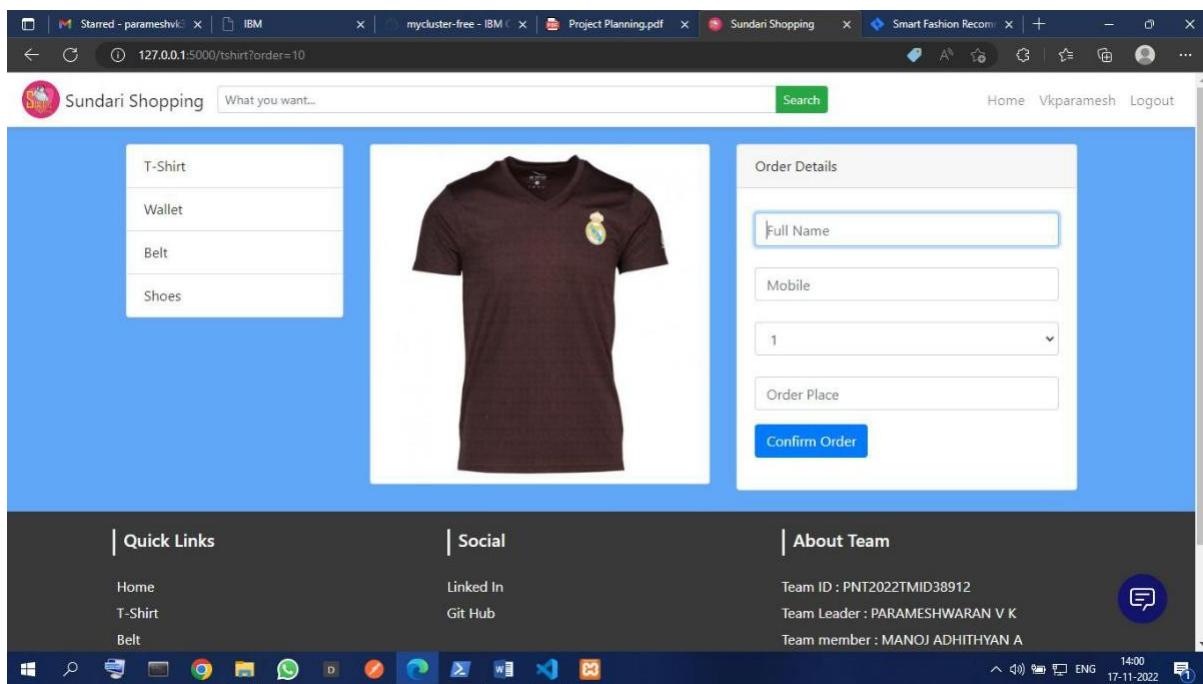 Starred - parameshvk3
IBM
mycluster-free - IBM C
Project Planning.pdf
Sundari Shopping
Smart Fashion Recom
127.0.0.1:5000/tshirt?order=10
Sundari Shopping
What you want...
Search
Home Vkparamesh Logout
T-Shirt
Wallet
Belt
Shoes
Order Details
Full Name
Mobile
1
Order Place
Confirm Order
Quick Links
Home
T-Shirt
Belt
Social
Linked In
Git Hub
About Team
Team ID : PNT2022TMID38912
Team Leader : PARAMESHWARAN V K
Team member : MANOJ ADHITHYAN A
ENG
14:00
17-11-2022